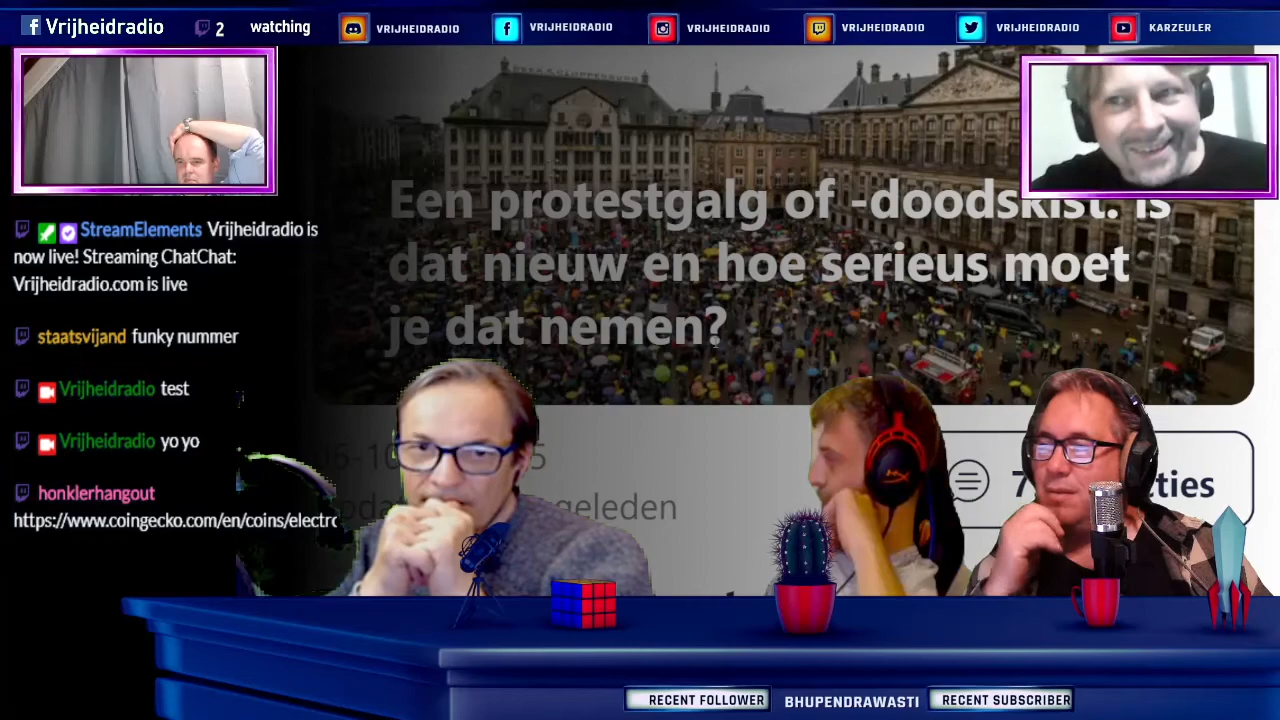 Vrijheidradio
2 watching
VRIJHEIDRADIO
VRIJHEIDRADIO
VRIJHEIDRADIO
VRIJHEIDRADIO
VRIJHEIDRADIO
KARZEULER
Een protestgalg of -doodskist: is
dat nieuw en hoe serieus moet
je dat nemen?
StreamElements Vrijheidradio is
now live! Streaming ChatChat:
Vrijheidradio.com is live
staatsvijand funky nummer
Vrijheidradio test
Vrijheidradio yo yo
honklerhangout
https://www.coingecko.com/en/coins/electro
geleden
RECENT FOLLOWER
BHUPENDRAWASTI
RECENT SUBSCRIBER